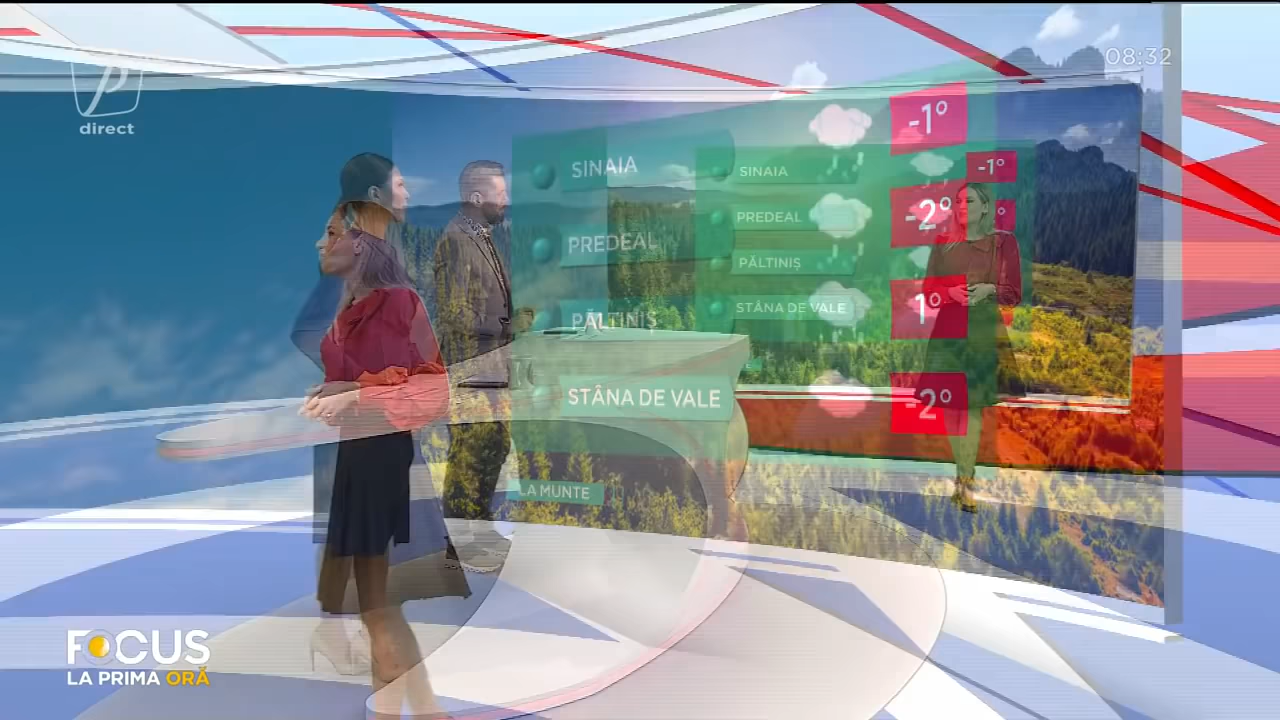 08:32
p
direct
SINAIA -1°
PREDEAL -2°
PĂLTINIȘ 1°
STÂNA DE VALE -2°
SINAIA -1°
PREDEAL
PĂLTINIȘ
STÂNA DE VALE
LA MUNTE
FOCUS
LA PRIMA ORĂ